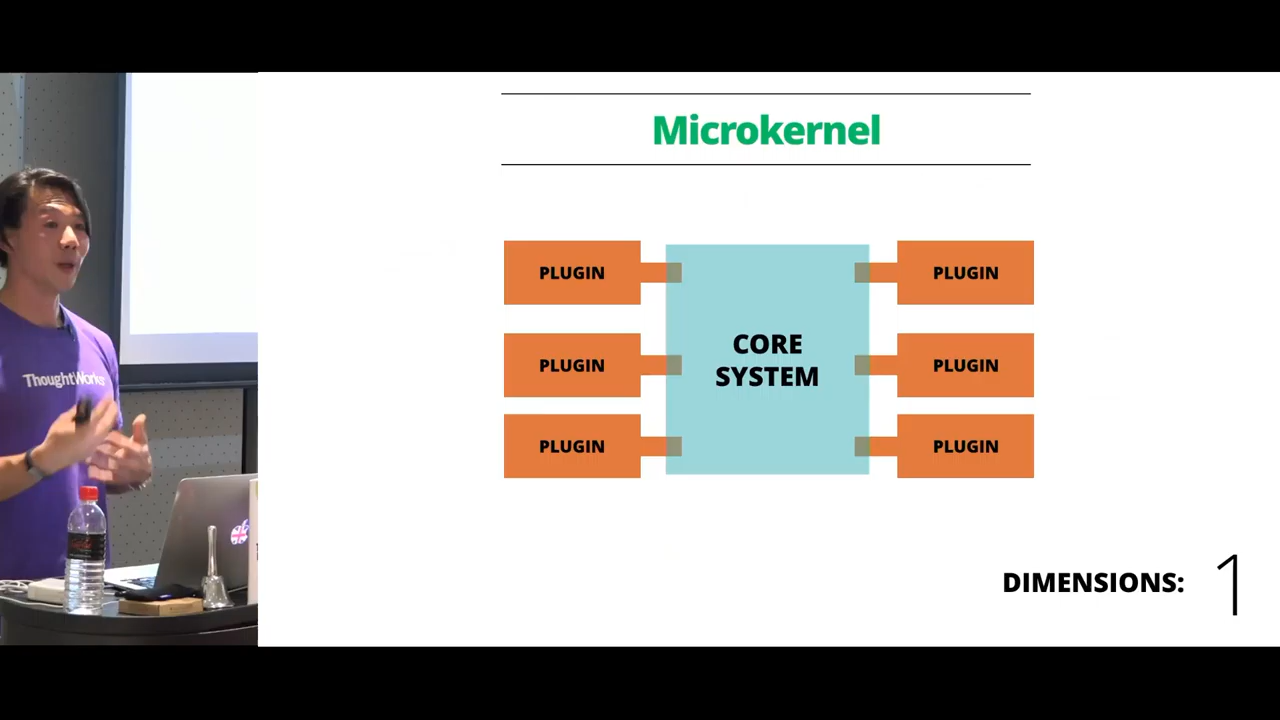 Microkernel
PLUGIN
PLUGIN
CORE
SYSTEM
PLUGIN
PLUGIN
PLUGIN
PLUGIN
DIMENSIONS: 1
ThoughtWorks